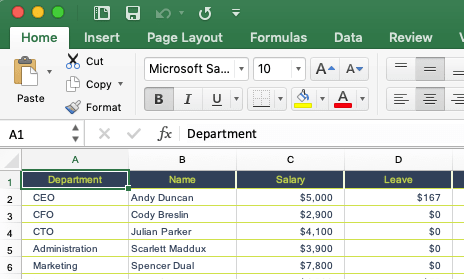 Home Insert Page Layout Formulas Data Review
Cut
Microsoft Sa... 10 A A
Copy
Paste
B I U A
Format
A1 fx Department
A B C D
1 Department Name Salary Leave
2 CEO Andy Duncan $5,000 $167
3 CFO Cody Breslin $2,900 $0
4 CTO Julian Parker $4,100 $0
5 Administration Scarlett Maddux $3,900 $0
6 Marketing Spencer Dual $7,800 $0